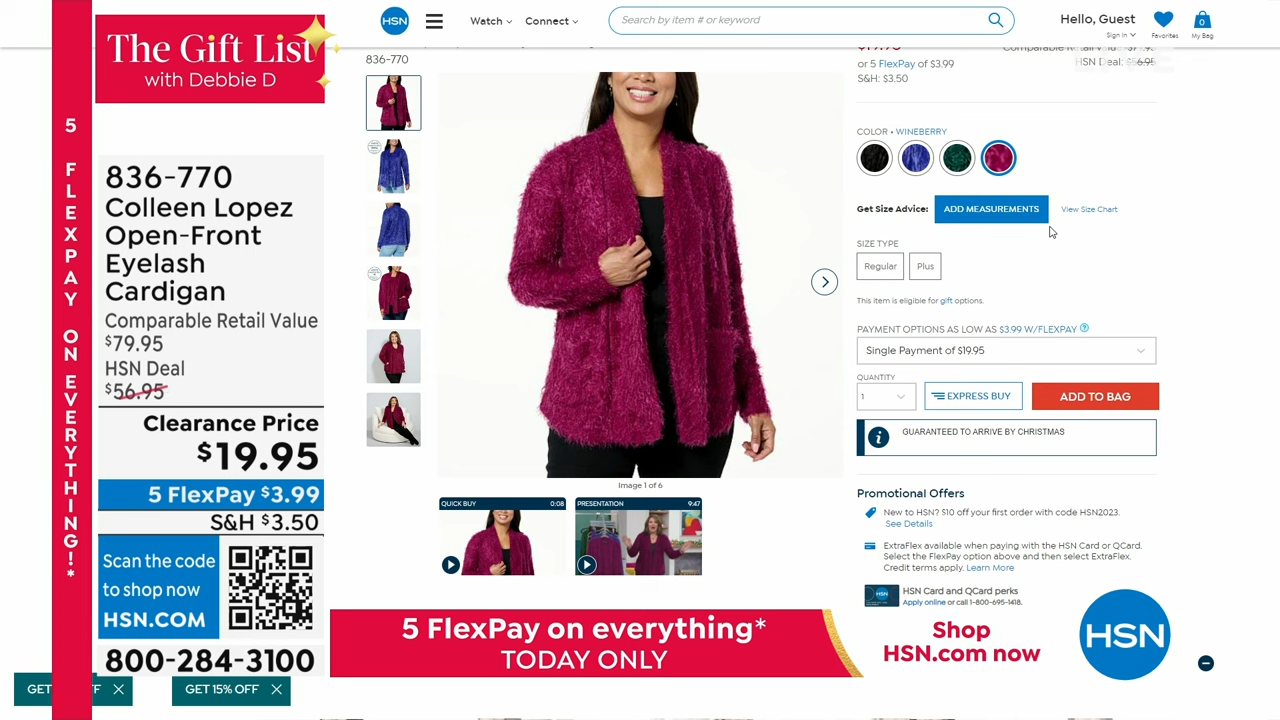 The Gift List
with Debbie D
5
FLEXPAY
ON
EVERYTHING!*
836-770
Colleen Lopez
Open-Front
Eyelash
Cardigan
Comparable Retail Value
$79.95
HSN Deal
$56.95
Clearance Price
$19.95
5 FlexPay $3.99
S&H $3.50
Scan the code
to shop now
HSN.COM
800-284-3100
GET
GET 15% OFF
HSN
Watch
Connect
Search by item # or keyword
Hello, Guest
Sign In
Favorites
0
My Bag
836-770
HSN Deal: $56.95
or 5 FlexPay of $3.99
S&H: $3.50
COLOR • WINEBERRY
Get Size Advice: ADD MEASUREMENTS View Size Chart
SIZE TYPE
Regular Plus
This item is eligible for gift options.
PAYMENT OPTIONS AS LOW AS $3.99 W/FLEXPAY
Single Payment of $19.95
QUANTITY
1
EXPRESS BUY
ADD TO BAG
GUARANTEED TO ARRIVE BY CHRISTMAS
Image 1 of 6
QUICK BUY 0:08
PRESENTATION 9:47
Promotional Offers
New to HSN? $10 off your first order with code HSN2023.
See Details
ExtraFlex available when paying with the HSN Card or QCard.
Select the FlexPay option above and then select ExtraFlex.
Credit terms apply. Learn More
HSN Card and QCard perks
Apply online or call 1-800-695-1418.
5 FlexPay on everything*
TODAY ONLY
Shop
HSN.com now
HSN